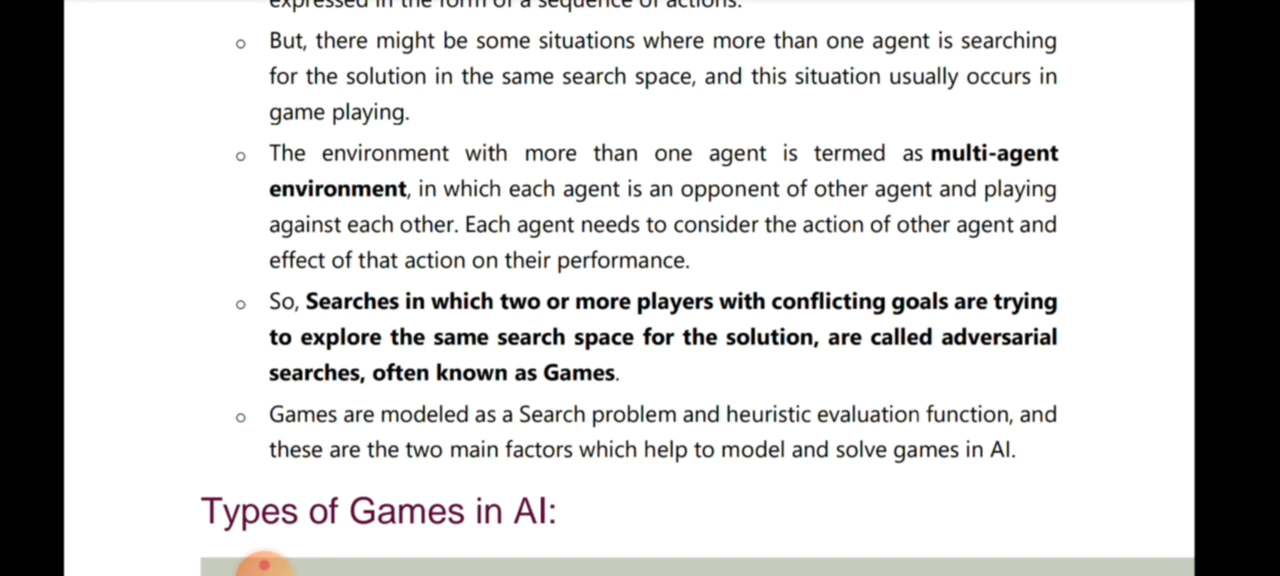 expressed in the form of a sequence of actions.
o But, there might be some situations where more than one agent is searching
for the solution in the same search space, and this situation usually occurs in
game playing.
o The environment with more than one agent is termed as multi-agent
environment, in which each agent is an opponent of other agent and playing
against each other. Each agent needs to consider the action of other agent and
effect of that action on their performance.
o So, Searches in which two or more players with conflicting goals are trying
to explore the same search space for the solution, are called adversarial
searches, often known as Games.
o Games are modeled as a Search problem and heuristic evaluation function, and
these are the two main factors which help to model and solve games in AI.
Types of Games in AI: